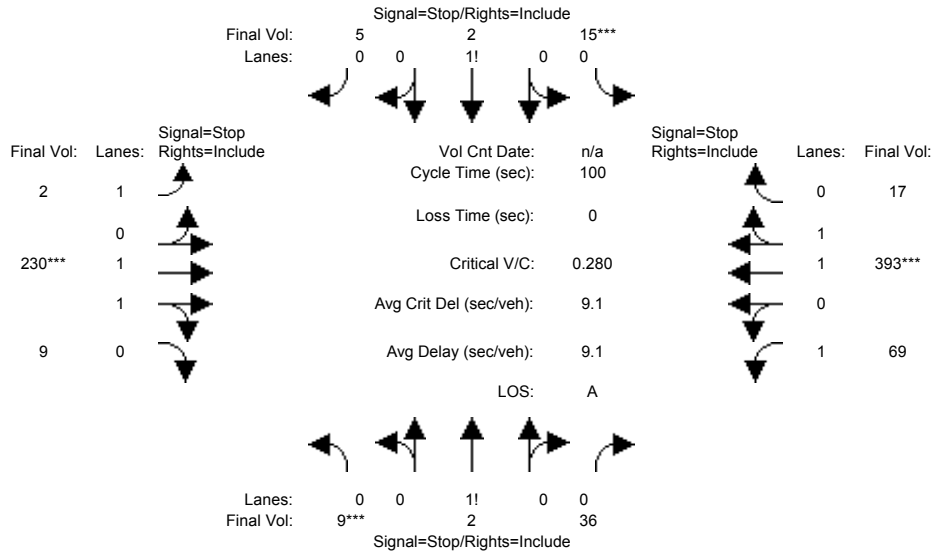 Signal=Stop/Rights=Include
Final Vol: 5 2 15***
Lanes: 0 0 1! 0 0
Signal=Stop Signal=Stop
Final Vol: Lanes: Rights=Include Vol Cnt Date: n/a Rights=Include Lanes: Final Vol:
Cycle Time (sec): 100
2 1 0 17
Loss Time (sec): 0
0 1
230*** 1 Critical V/C: 0.280 1 393***
1 Avg Crit Del (sec/veh): 9.1 0
9 0 Avg Delay (sec/veh): 9.1 1 69
LOS: A
Lanes: 0 0 1! 0 0
Final Vol: 9*** 2 36
Signal=Stop/Rights=Include